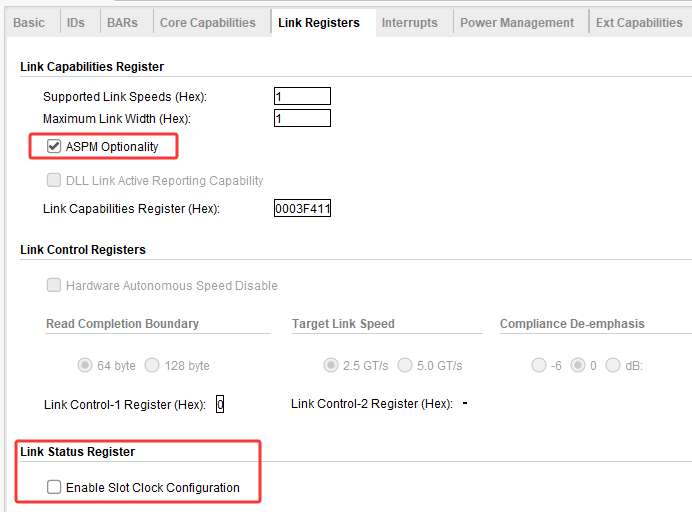 Basic IDs BARs Core Capabilities Link Registers Interrupts Power Management Ext Capabilities
Link Capabilities Register
Supported Link Speeds (Hex): 1
Maximum Link Width (Hex): 1
ASPM Optionality
DLL Link Active Reporting Capability
Link Capabilities Register (Hex): 0003F411
Link Control Registers
Hardware Autonomous Speed Disable
Read Completion Boundary Target Link Speed Compliance De-emphasis
64 byte 128 byte 2.5 GT/s 5.0 GT/s -6 0 dB:
Link Control-1 Register (Hex): 0 Link Control-2 Register (Hex): -
Link Status Register
Enable Slot Clock Configuration